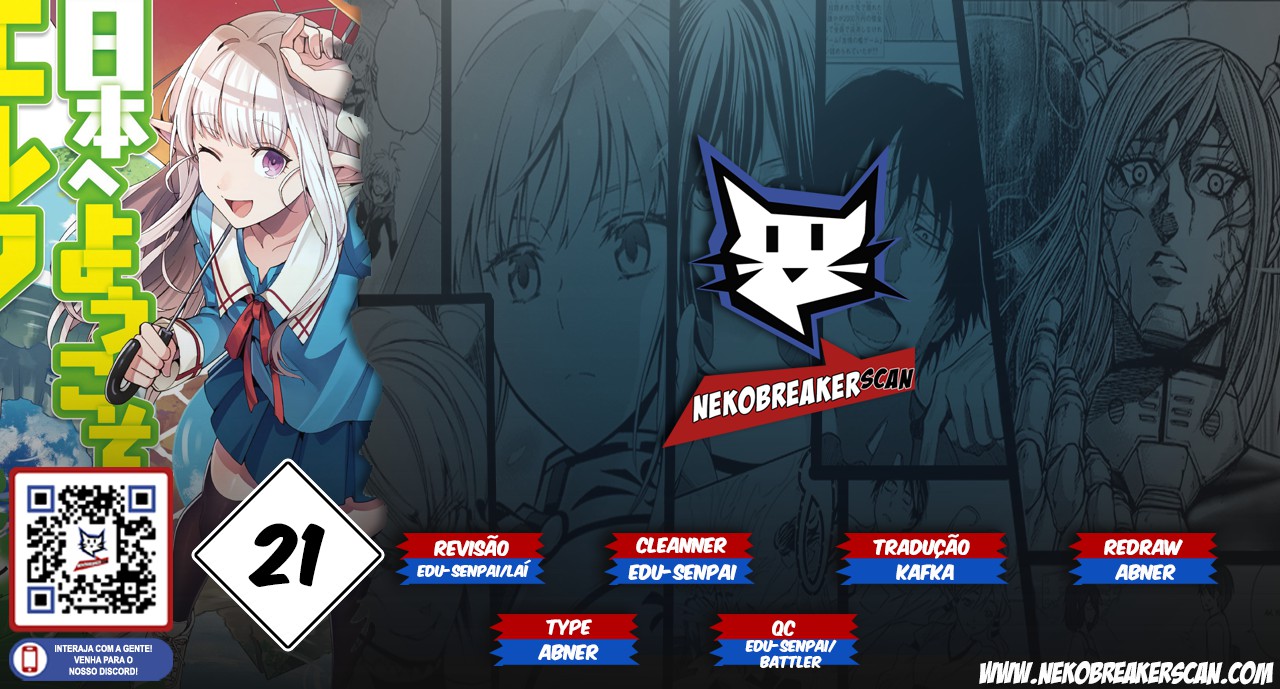 日本へようこそ
エルフ
NEKOBREAKERSCAN
21
REVISÃO
EDU-SENPAI/LAÍ
CLEANNER
EDU-SENPAI
TRADUÇÃO
KAFKA
REDRAW
ABNER
TYPE
ABNER
QC
EDU-SENPAI/
BATTLER
INTERAJA COM A GENTE!
VENHA PARA O
NOSSO DISCORD!
WWW.NEKOBREAKERSCAN.COM